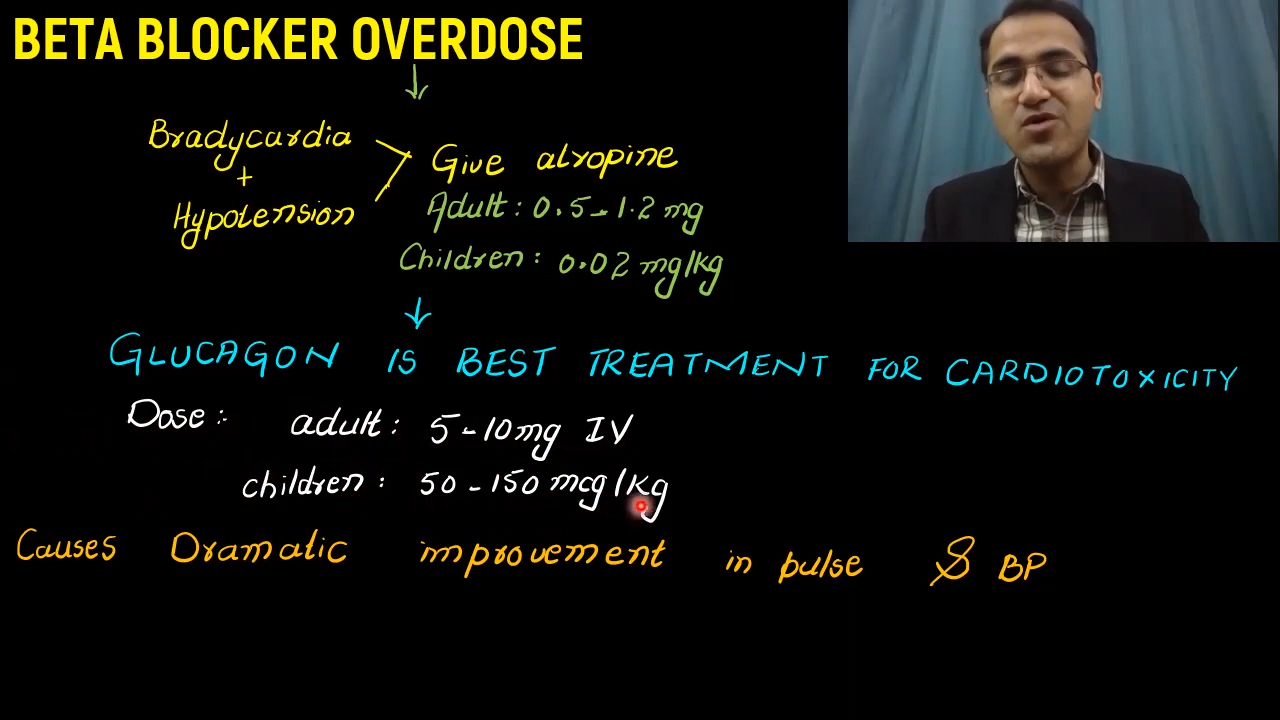 BETA BLOCKER OVERDOSE
Bradycardia
+
Hypotension
Give atropine
Adult: 0.5-1.2 mg
Children: 0.02 mg/kg
GLUCAGON IS BEST TREATMENT FOR CARDIOTOXICITY
Dose: adult: 5-10mg IV
children: 50-150 mcg/kg
Causes Dramatic improvement in pulse & BP